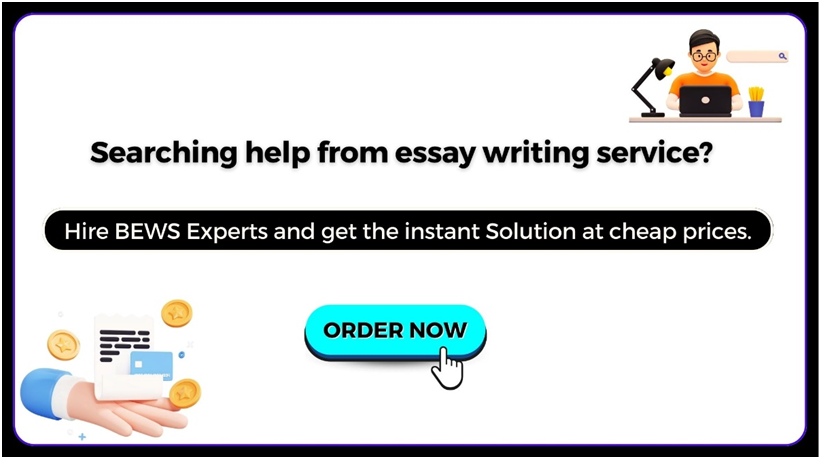 Searching help from essay writing service?
Hire BEWS Experts and get the instant Solution at cheap prices.
ORDER NOW